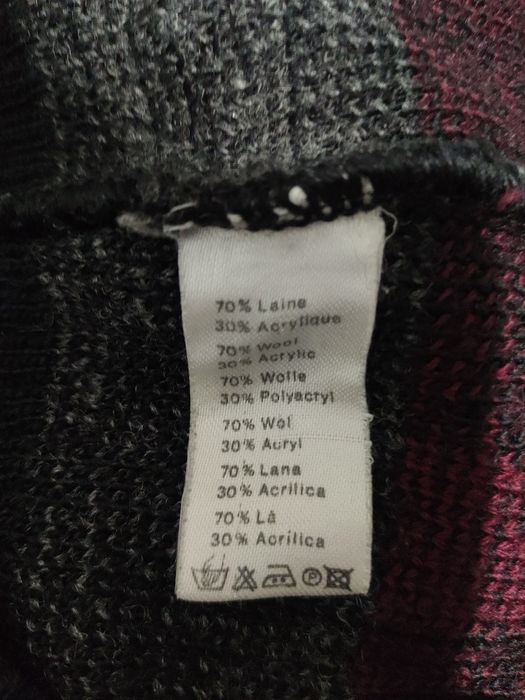 70% Laine
30% Acrylique
70% Wool
30% Acrylic
70% Wolle
30% Polyacryl
70% Wol
30% Acryl
70% Lana
30% Acrilica
70% Lã
30% Acrílica
P